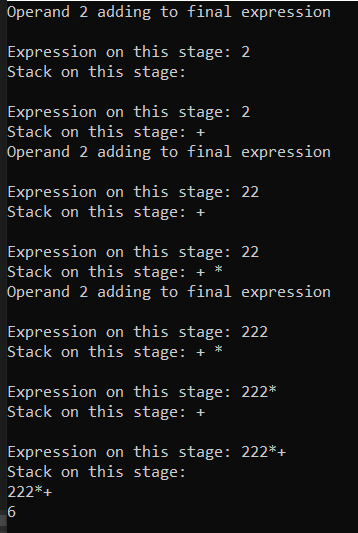 Operand 2 adding to final expression
Expression on this stage: 2
Stack on this stage:
Expression on this stage: 2
Stack on this stage: +
Operand 2 adding to final expression
Expression on this stage: 22
Stack on this stage: +
Expression on this stage: 22
Stack on this stage: + *
Operand 2 adding to final expression
Expression on this stage: 222
Stack on this stage: + *
Expression on this stage: 222*
Stack on this stage: +
Expression on this stage: 222*+
Stack on this stage:
222*+
6